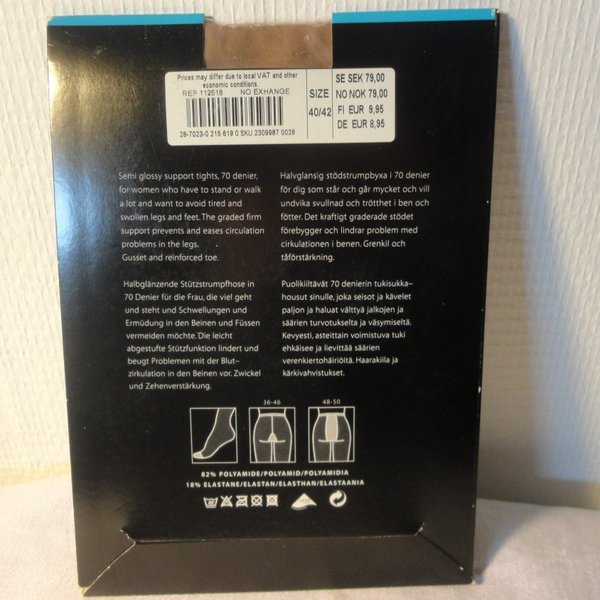 Prices may differ due to local VAT and other
economic conditions.
REF 112518 NO EXHANGE
28-7023-0 215 619 0 SKU 2309987 0028
SIZE
40/42
SE SEK 79,00
NO NOK 79,00
FI EUR 9,95
DE EUR 8,95
Semi glossy support tights, 70 denier,
for women who have to stand or walk
a lot and want to avoid tired and
swollen legs and feet. The graded firm
support prevents and eases circulation
problems in the legs.
Gusset and reinforced toe.
Halvglansig stödstrumpbyxa i 70 denier
för dig som står och går mycket och vill
undvika svullnad och trötthet i ben och
fötter. Det kraftigt graderade stödet
förebygger och lindrar problem med
cirkulationen i benen. Grenkil och
tåförstärkning.
Halbglänzende Stützstrumpfhose in
70 Denier für die Frau, die viel geht
und steht und Schwellungen und
Ermüdung in den Beinen und Füssen
vermeiden möchte. Die leicht
abgestufte Stützfunktion lindert und
beugt Problemen mit der Blut-
zirkulation in den Beinen vor. Zwickel
und Zehenverstärkung.
Puolikiiltävät 70 denierin tukisukka-
housut sinulle, joka seisot ja kävelet
paljon ja haluat välttyä jalkojen ja
säärien turvotukselta ja väsymiseltä.
Kevyesti, asteittain voimistuva tuki
ehkäisee ja lievittää säärien
verenkiertohäiriöitä. Haarakiila ja
kärkivahvistukset.
36-46
48-50
82% POLYAMIDE/POLYAMID/POLYAMIDIA
18% ELASTANE/ELASTAN/ELASTHAN/ELASTAANIA